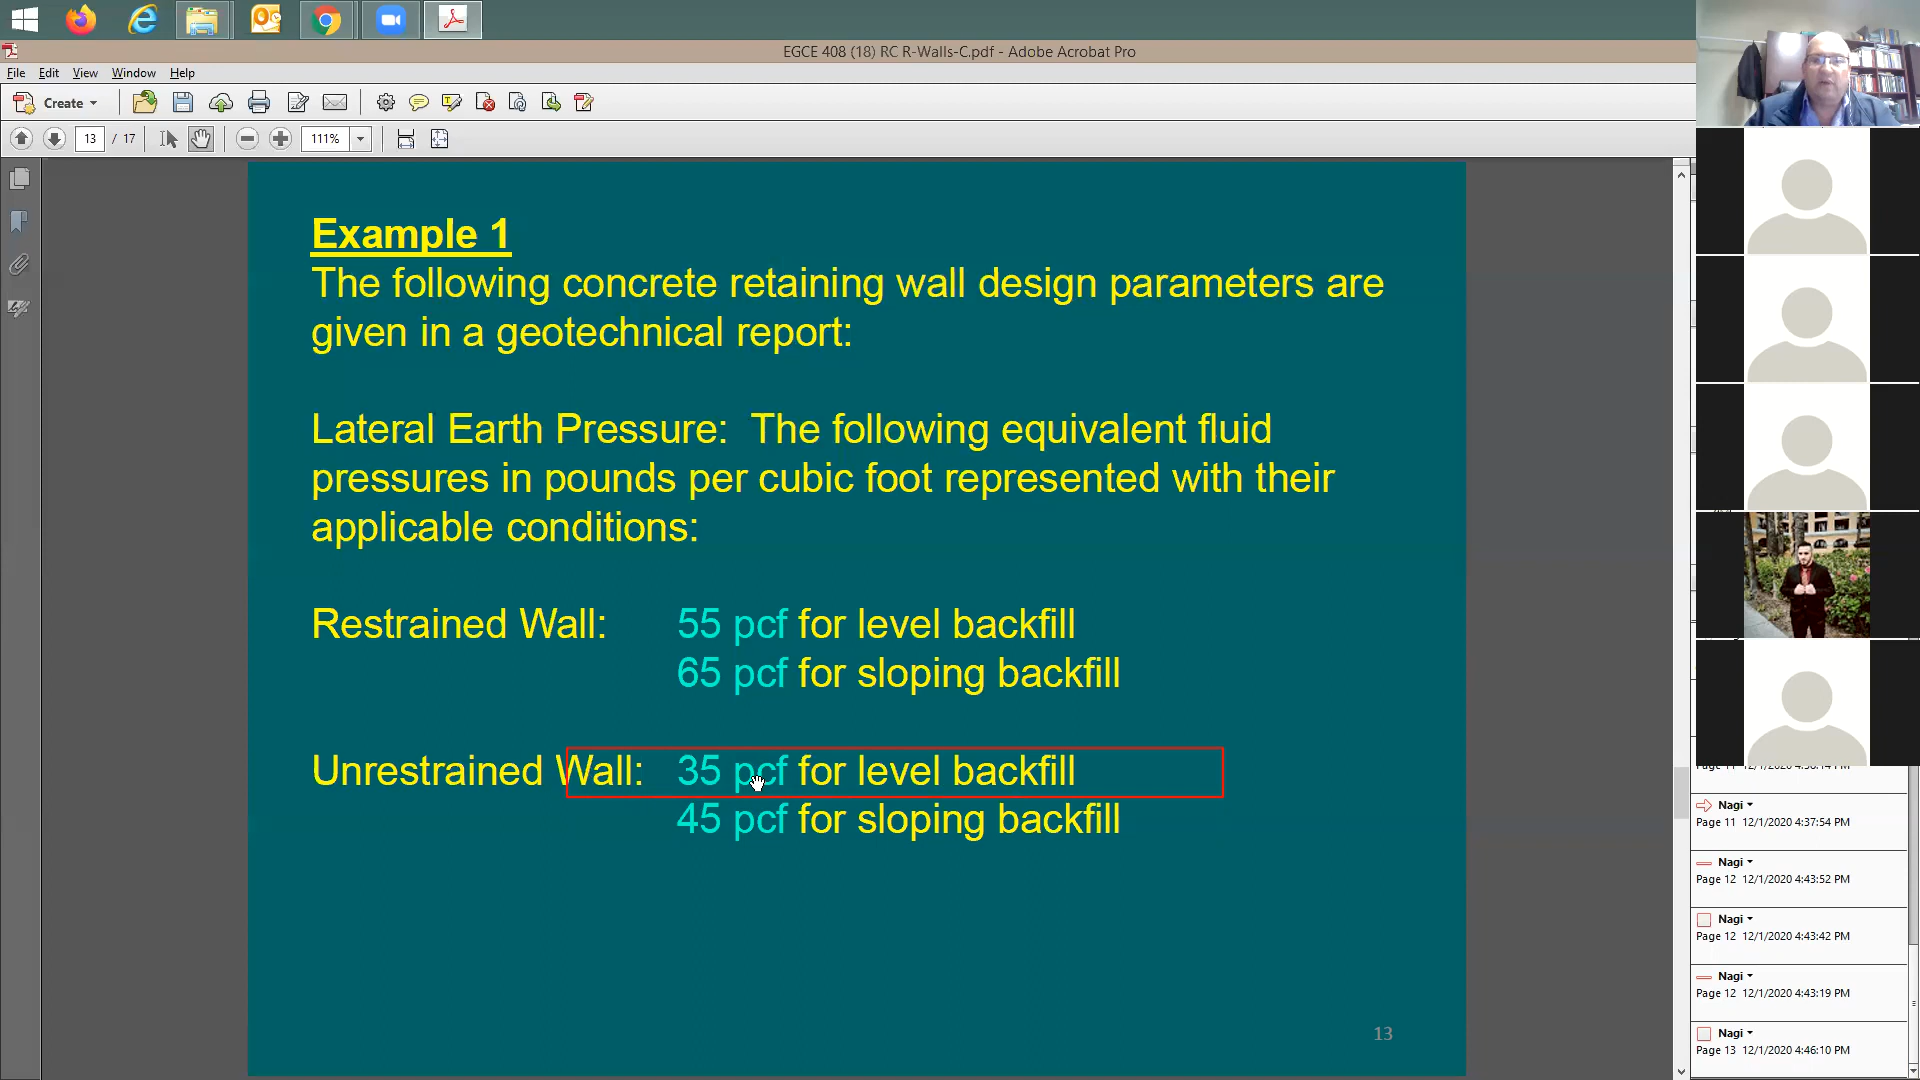 EGCE 408 (18) RC R-Walls-C.pdf - Adobe Acrobat Pro
File Edit View Window Help
Create
13 / 17 111%
Example 1
The following concrete retaining wall design parameters are
given in a geotechnical report:
Lateral Earth Pressure: The following equivalent fluid
pressures in pounds per cubic foot represented with their
applicable conditions:
Restrained Wall: 55 pcf for level backfill
65 pcf for sloping backfill
Unrestrained Wall: 35 pcf for level backfill
45 pcf for sloping backfill
13
Nagi
Page 11 12/1/2020 4:37:54 PM
Nagi
Page 12 12/1/2020 4:43:52 PM
Nagi
Page 12 12/1/2020 4:43:42 PM
Nagi
Page 12 12/1/2020 4:43:19 PM
Nagi
Page 13 12/1/2020 4:46:10 PM